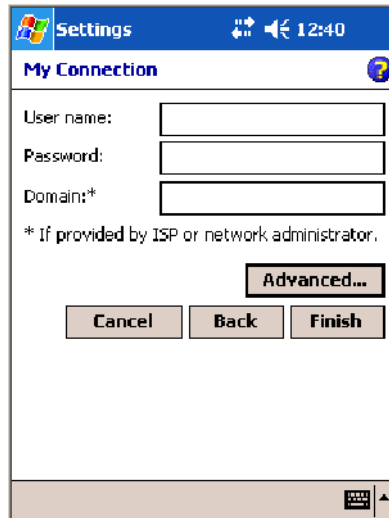 Settings 12:40
My Connection
User name:
Password:
Domain:*
* If provided by ISP or network administrator.
Advanced...
Cancel Back Finish